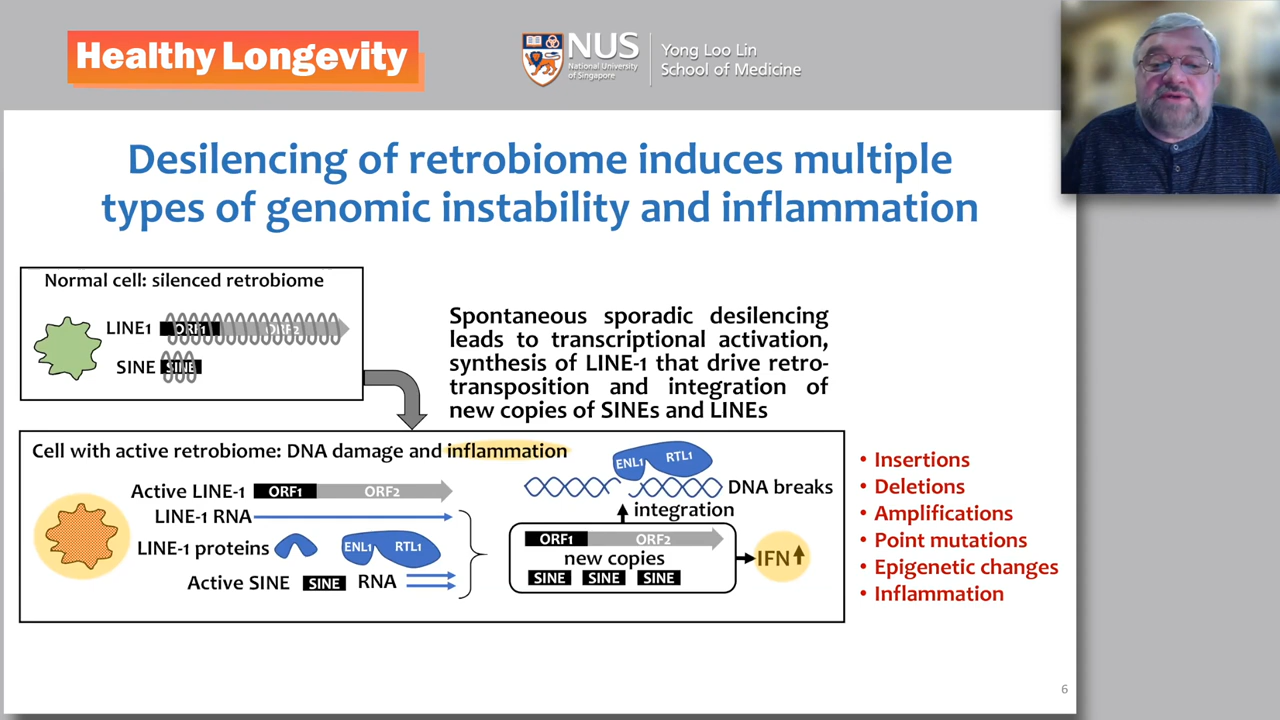 Healthy Longevity
NUS
National University
of Singapore
Yong Loo Lin
School of Medicine
Desilencing of retrobiome induces multiple
types of genomic instability and inflammation
Normal cell: silenced retrobiome
LINE1 ORF1 ORF2
SINE SINE
Spontaneous sporadic desilencing
leads to transcriptional activation,
synthesis of LINE-1 that drive retro-
transposition and integration of
new copies of SINEs and LINEs
Cell with active retrobiome: DNA damage and inflammation
Active LINE-1 ORF1 ORF2
LINE-1 RNA
LINE-1 proteins ENL1 RTL1
Active SINE SINE RNA
ENL1 RTL1
DNA breaks
integration
ORF1 ORF2
new copies
SINE SINE SINE
IFN
• Insertions
• Deletions
• Amplifications
• Point mutations
• Epigenetic changes
• Inflammation
6